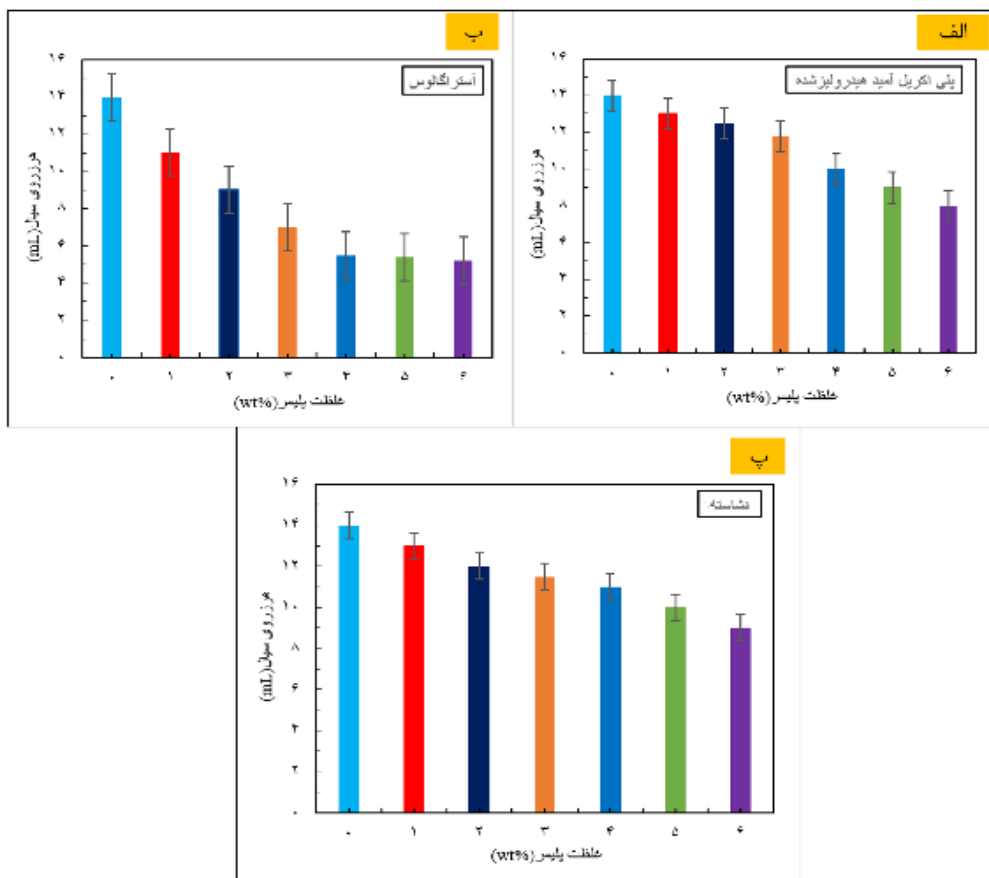 الف
پلی اکریل آمید هیدرولیزشده
هرزروی سیال(mL)
۱۶
۱۴
۱۲
۱۰
۸
۶
۴
۲
۰
۰ ۱ ۲ ۳ ۴ ۵ ۶
غلظت پلیمر(wt%)
ب
آستراگالوس
هرزروی سیال(mL)
۱۶
۱۴
۱۲
۱۰
۸
۶
۴
۲
۰
۰ ۱ ۲ ۳ ۴ ۵ ۶
غلظت پلیمر(wt%)
پ
نشاسته
هرزروی سیال(mL)
۱۶
۱۴
۱۲
۱۰
۸
۶
۴
۲
۰
۰ ۱ ۲ ۳ ۴ ۵ ۶
غلظت پلیمر(wt%)